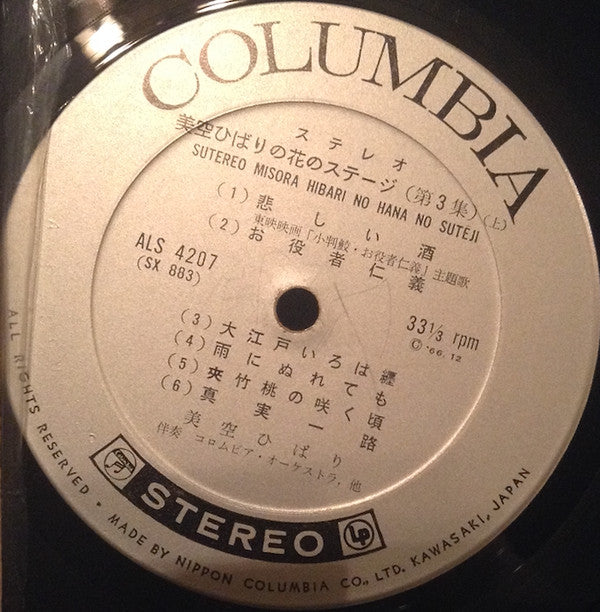 COLUMBIA
ステレオ
美空ひばりの花のステージ(第3集)(上)
SUTEREO MISORA HIBARI NO HANA NO SUTEJI
(1) 悲しい酒
東映映画「小判鮫・お役者仁義」主題歌
(2) お役者仁義
ALS 4207
(SX 883)
33⅓ rpm
© '66.12
(3) 大江戸いろは纒
(4) 雨にぬれても
(5) 夾竹桃の咲く頃
(6) 真実一路
美空ひばり
伴奏 コロムビア・オーケストラ,他
STEREO
LP
ALL RIGHTS RESERVED • MADE BY NIPPON COLUMBIA CO., LTD. KAWASAKI, JAPAN